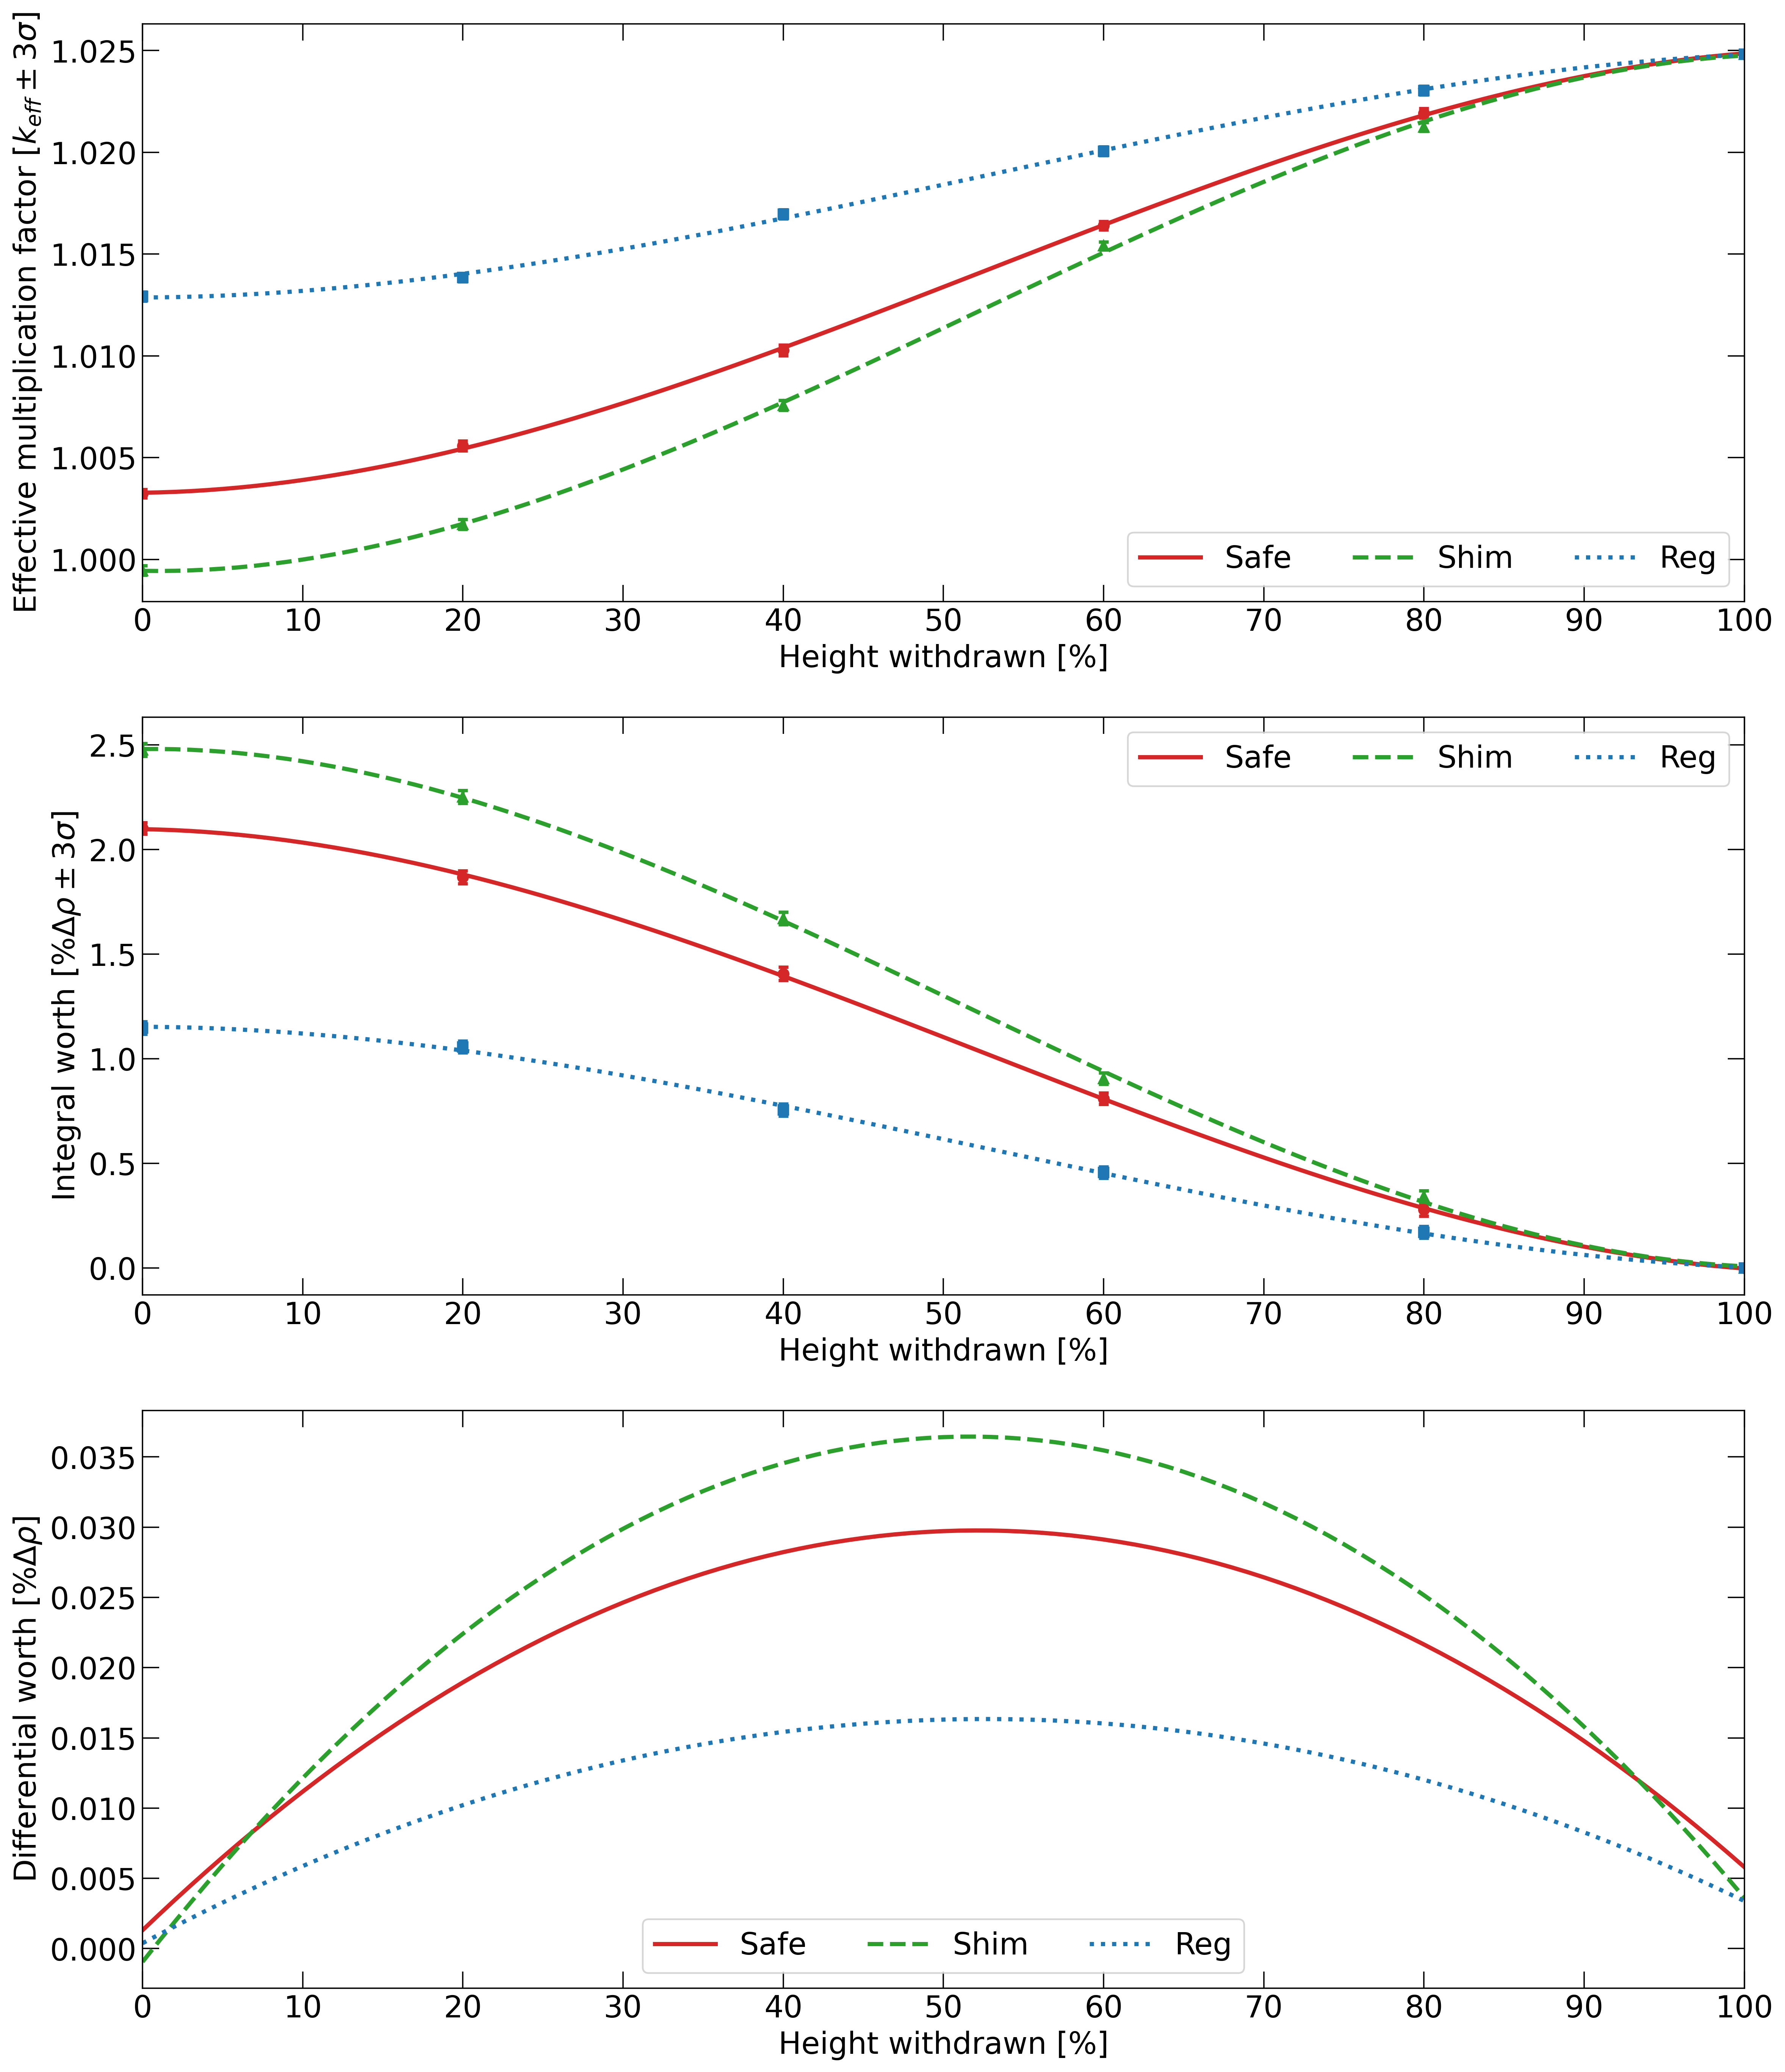 Effective multiplication factor [k_eff ± 3σ]
1.025
1.020
1.015
1.010
1.005
1.000
Safe Shim Reg
0 10 20 30 40 50 60 70 80 90 100
Height withdrawn [%]
Integral worth [%Δρ ± 3σ]
2.5
2.0
1.5
1.0
0.5
0.0
Safe Shim Reg
0 10 20 30 40 50 60 70 80 90 100
Height withdrawn [%]
Differential worth [%Δρ]
0.035
0.030
0.025
0.020
0.015
0.010
0.005
0.000
Safe Shim Reg
0 10 20 30 40 50 60 70 80 90 100
Height withdrawn [%]